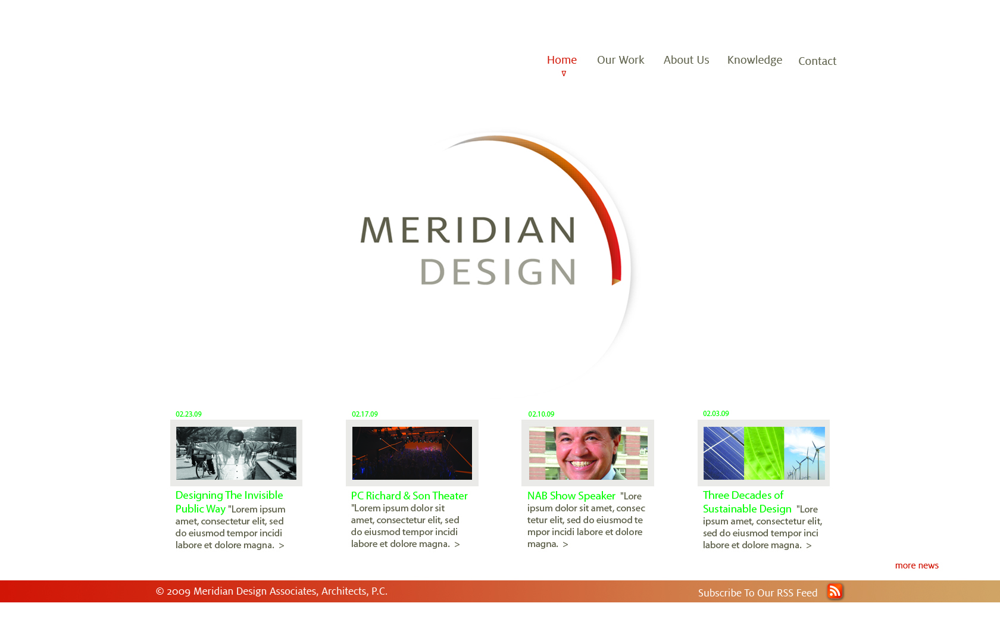 Home Our Work About Us Knowledge Contact
MERIDIAN
DESIGN
02.23.09
Designing The Invisible
Public Way "Lorem ipsum
amet, consectetur elit, sed
do eiusmod tempor incidi
labore et dolore magna. >
02.17.09
PC Richard & Son Theater
"Lorem ipsum dolor sit
amet, consectetur elit, sed
do eiusmod tempor incidi
labore et dolore magna. >
02.10.09
NAB Show Speaker "Lore
ipsum dolor sit amet, consec
tetur elit, sed do eiusmod te
mpor incidi labore et dolore
magna. >
02.03.09
Three Decades of
Sustainable Design "Lore
ipsum amet, consectetur elit,
sed do eiusmod tempor inci
labore et dolore magna. >
more news
© 2009 Meridian Design Associates, Architects, P.C.
Subscribe To Our RSS Feed